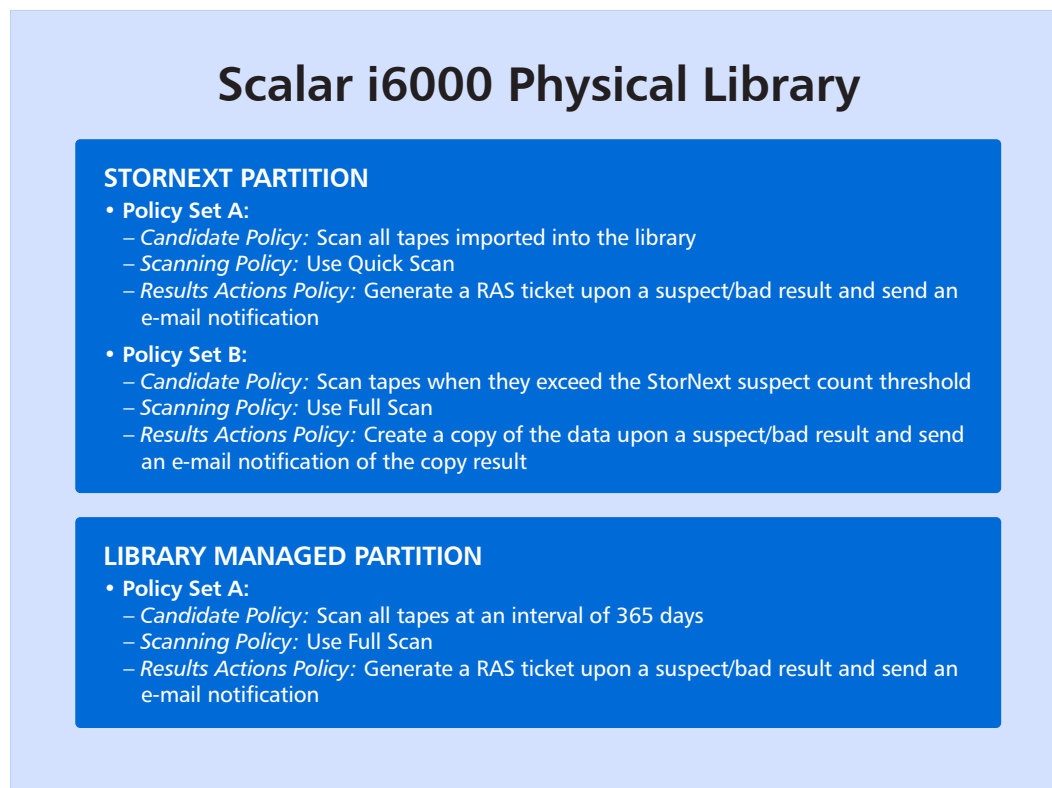 Scalar i6000 Physical Library
STORNEXT PARTITION
• Policy Set A:
– Candidate Policy: Scan all tapes imported into the library
– Scanning Policy: Use Quick Scan
– Results Actions Policy: Generate a RAS ticket upon a suspect/bad result and send an
e-mail notification
• Policy Set B:
– Candidate Policy: Scan tapes when they exceed the StorNext suspect count threshold
– Scanning Policy: Use Full Scan
– Results Actions Policy: Create a copy of the data upon a suspect/bad result and send
an e-mail notification of the copy result
LIBRARY MANAGED PARTITION
• Policy Set A:
– Candidate Policy: Scan all tapes at an interval of 365 days
– Scanning Policy: Use Full Scan
– Results Actions Policy: Generate a RAS ticket upon a suspect/bad result and send an
e-mail notification